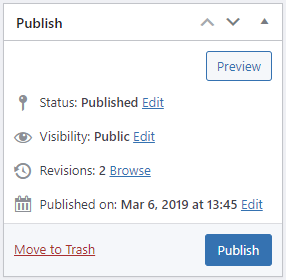 Publish
Preview
Status: Published Edit
Visibility: Public Edit
Revisions: 2 Browse
Published on: Mar 6, 2019 at 13:45 Edit
Move to Trash
Publish